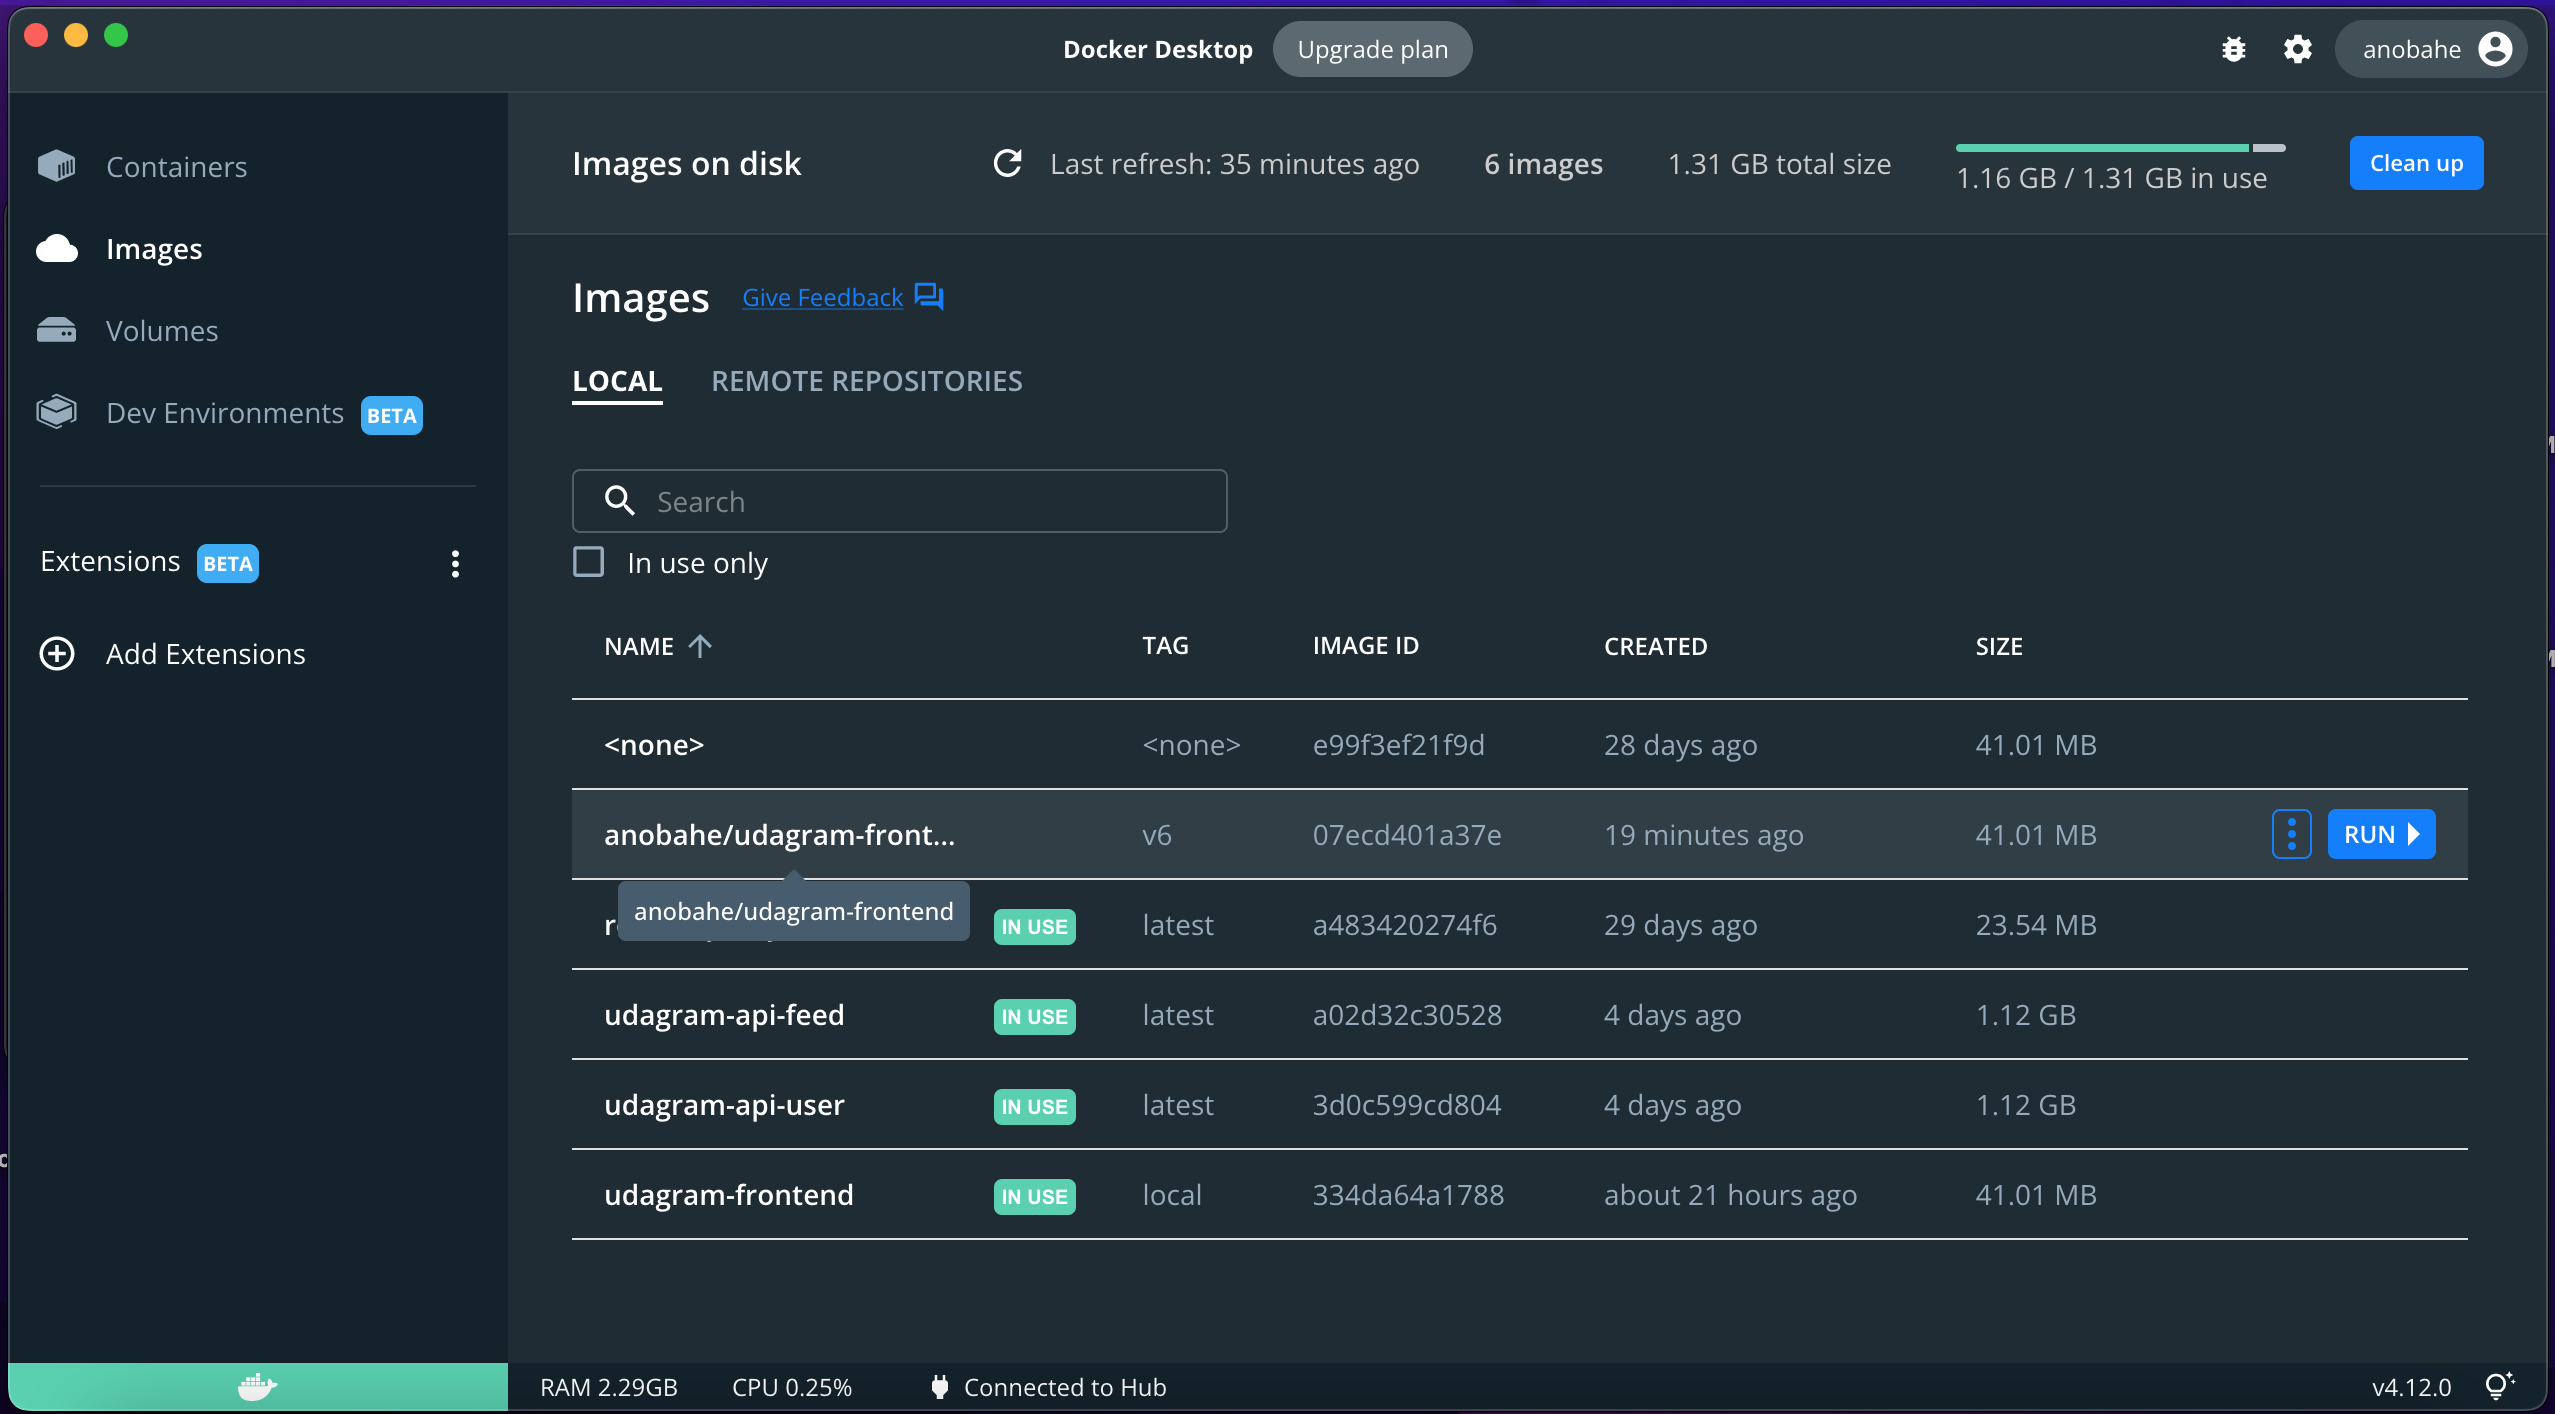 Docker Desktop Upgrade plan anobahe
Containers
Images
Volumes
Dev Environments BETA
Extensions BETA
Add Extensions
Images on disk Last refresh: 35 minutes ago 6 images 1.31 GB total size 1.16 GB / 1.31 GB in use Clean up
Images Give Feedback
LOCAL REMOTE REPOSITORIES
Search
In use only
NAME TAG IMAGE ID CREATED SIZE
<none> <none> e99f3ef21f9d 28 days ago 41.01 MB
anobahe/udagram-front... v6 07ecd401a37e 19 minutes ago 41.01 MB RUN
anobahe/udagram-frontend
IN USE latest a483420274f6 29 days ago 23.54 MB
udagram-api-feed IN USE latest a02d32c30528 4 days ago 1.12 GB
udagram-api-user IN USE latest 3d0c599cd804 4 days ago 1.12 GB
udagram-frontend IN USE local 334da64a1788 about 21 hours ago 41.01 MB
RAM 2.29GB CPU 0.25% Connected to Hub v4.12.0